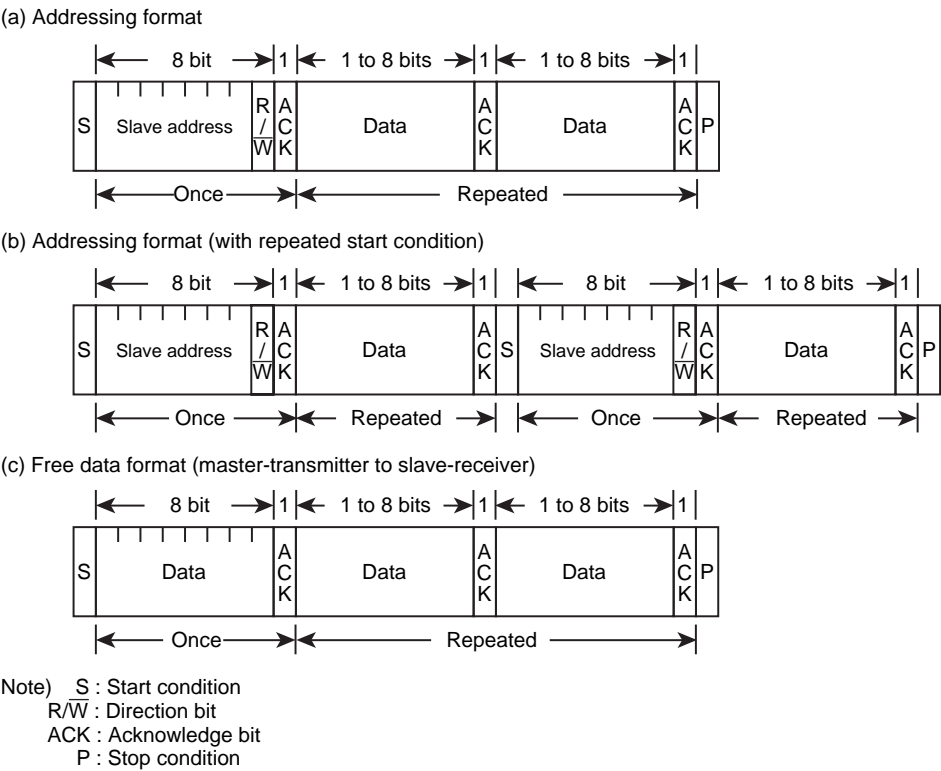 (a) Addressing format
8 bit 1 1 to 8 bits 1 1 to 8 bits 1
S Slave address R/W ACK Data ACK Data ACK P
Once Repeated
(b) Addressing format (with repeated start condition)
8 bit 1 1 to 8 bits 1 8 bit 1 1 to 8 bits 1
S Slave address R/W ACK Data ACK S Slave address R/W ACK Data ACK P
Once Repeated Once Repeated
(c) Free data format (master-transmitter to slave-receiver)
8 bit 1 1 to 8 bits 1 1 to 8 bits 1
S Data ACK Data ACK Data ACK P
Once Repeated
Note) S : Start condition
R/W : Direction bit
ACK : Acknowledge bit
P : Stop condition